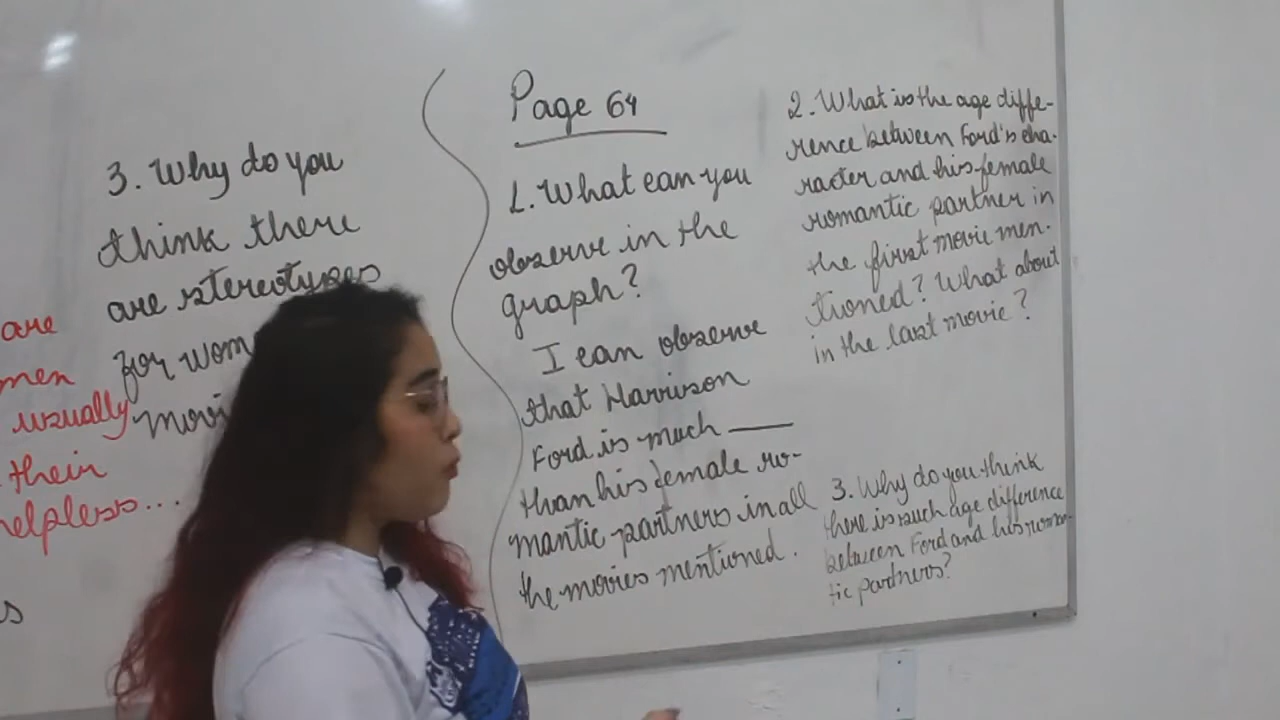 are
men
usually
their
helpless...
s
3. Why do you
think there
are stereotypes
for wom
movi
Page 64
1. What can you
observe in the
graph?
I can observe
that Harrison
Ford is much ___
than his female ro-
mantic partners in all
the movies mentioned.
2. What is the age diffe-
rence between Ford's cha-
racter and his female
romantic partner in
the first movie men-
tioned? What about
in the last movie?
3. Why do you think
there is such age difference
between Ford and his roman-
tic partners?